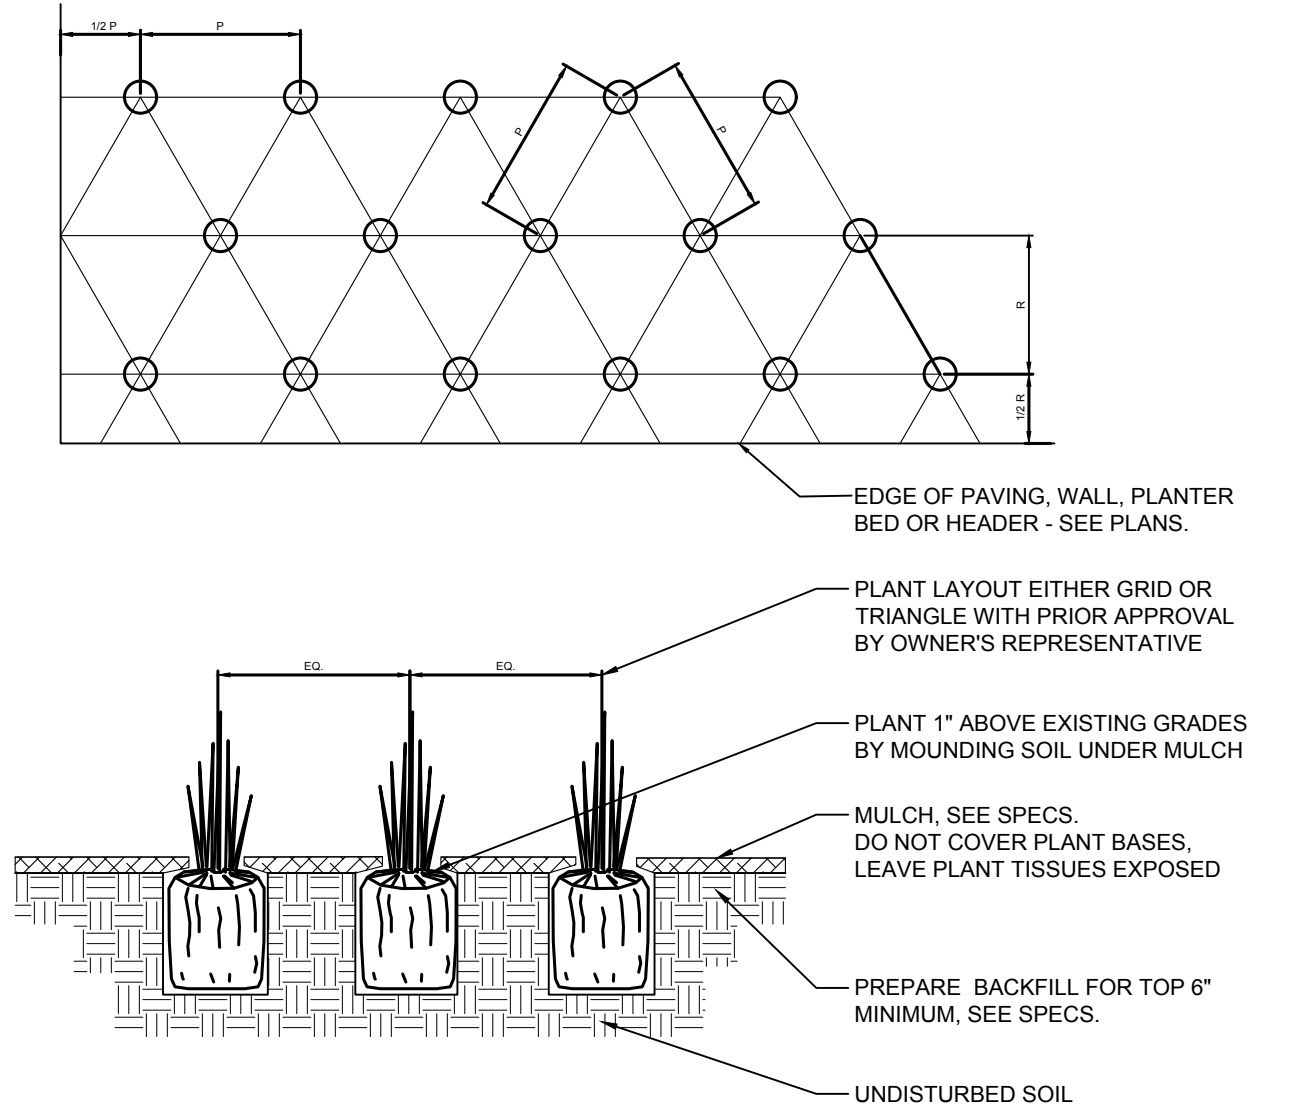 1/2 P
P
P
P
R
1/2 R
EDGE OF PAVING, WALL, PLANTER
BED OR HEADER - SEE PLANS.
PLANT LAYOUT EITHER GRID OR
TRIANGLE WITH PRIOR APPROVAL
BY OWNER'S REPRESENTATIVE
EQ.
EQ.
PLANT 1" ABOVE EXISTING GRADES
BY MOUNDING SOIL UNDER MULCH
MULCH, SEE SPECS.
DO NOT COVER PLANT BASES,
LEAVE PLANT TISSUES EXPOSED
PREPARE  BACKFILL FOR TOP 6"
MINIMUM, SEE SPECS.
UNDISTURBED SOIL